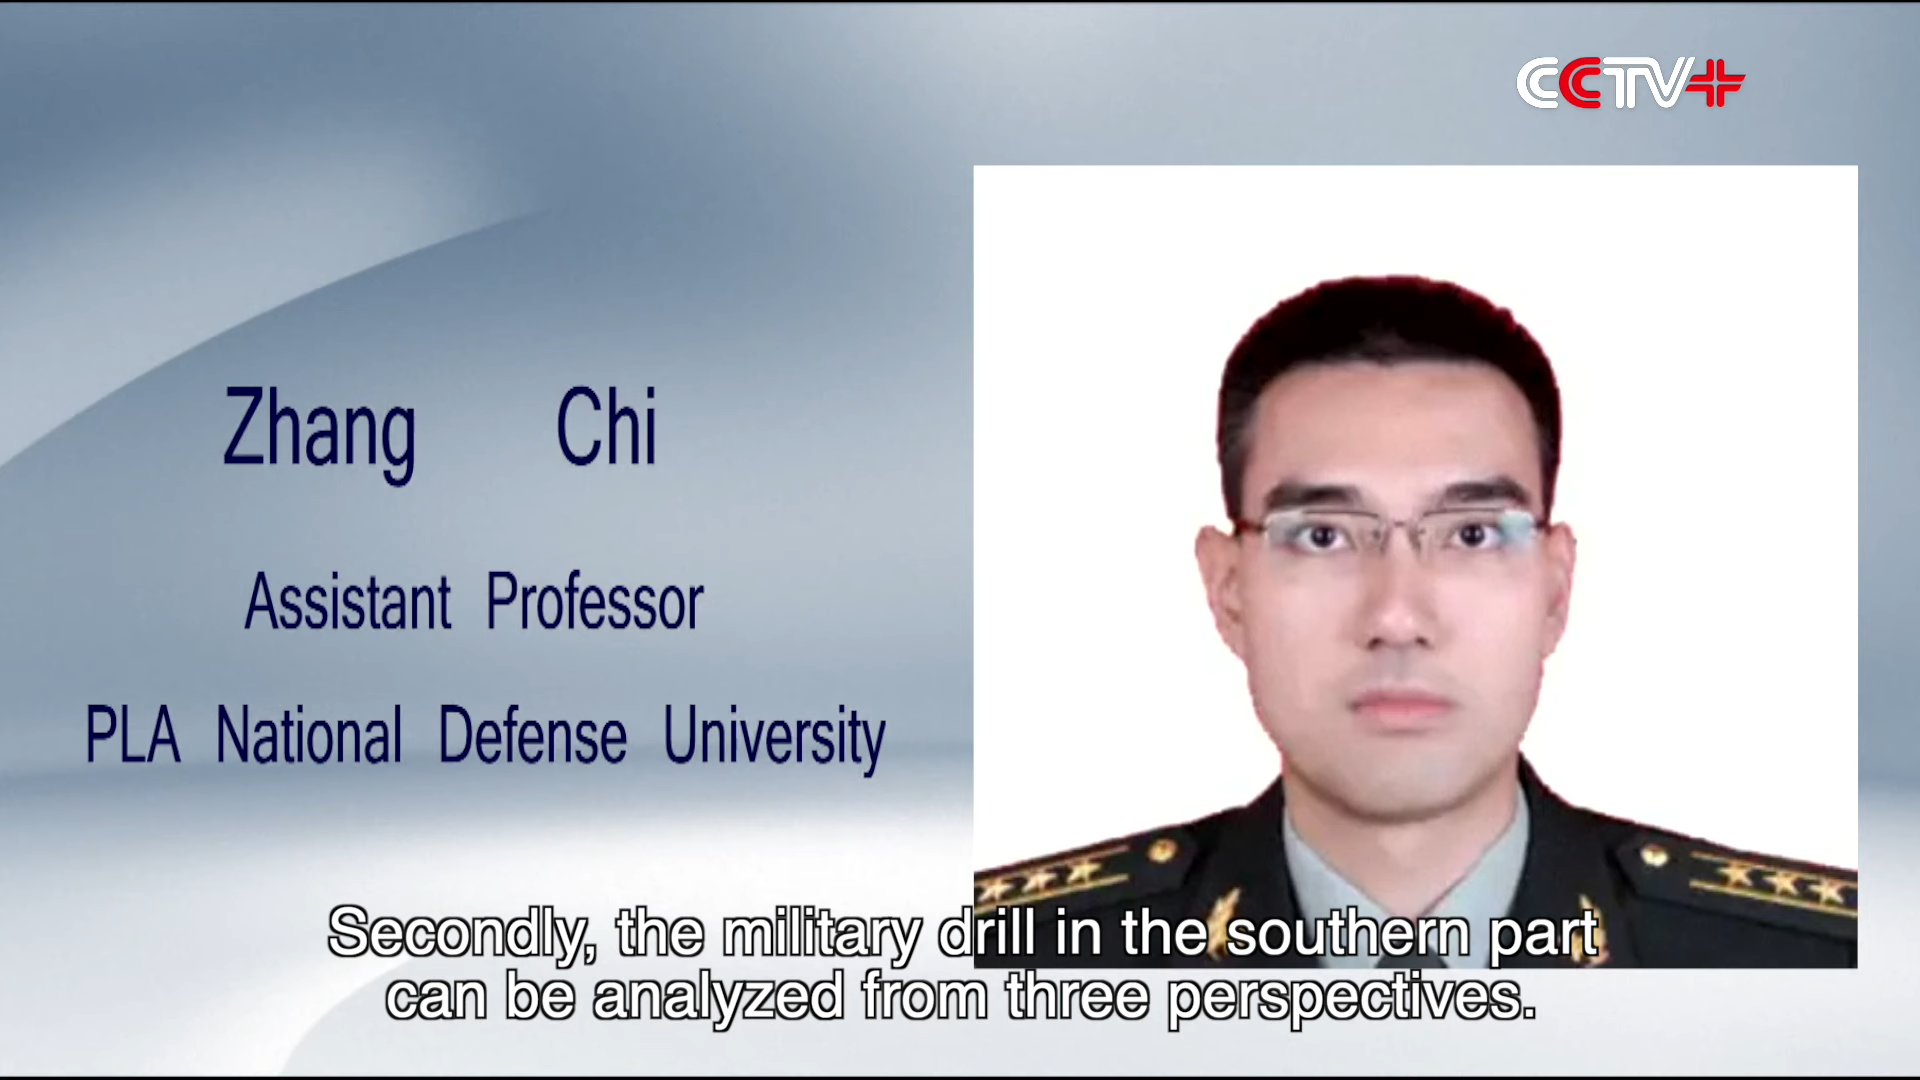 CCTV+
Zhang Chi
Assistant Professor
PLA National Defense University
Secondly, the military drill in the southern part
can be analyzed from three perspectives.